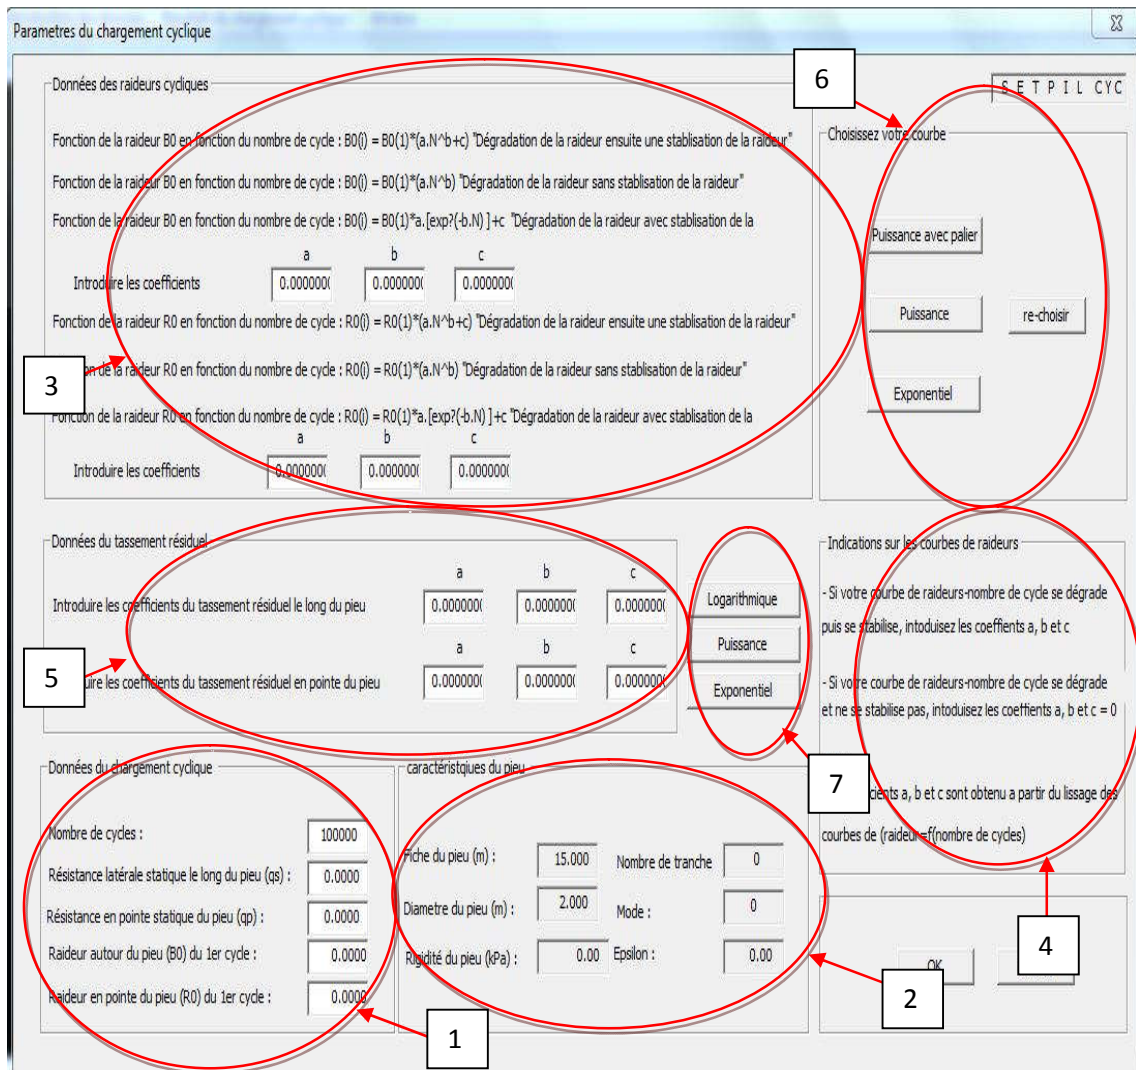 Parametres du chargement cyclique
6
S E T P I L CYC
Données des raideurs cycliques
Fonction de la raideur B0 en fonction du nombre de cycle : B0(i) = B0(1)*(a.N^b+c) "Dégradation de la raideur ensuite une stablisation de la raideur"
Fonction de la raideur B0 en fonction du nombre de cycle : B0(i) = B0(1)*(a.N^b) "Dégradation de la raideur sans stablisation de la raideur"
Fonction de la raideur B0 en fonction du nombre de cycle : B0(i) = B0(1)*a.[exp?(-b.N) ]+c "Dégradation de la raideur avec stablisation de la
a b c
Introduire les coefficients 0.0000000 0.0000000 0.0000000
Fonction de la raideur R0 en fonction du nombre de cycle : R0(i) = R0(1)*(a.N^b+c) "Dégradation de la raideur ensuite une stablisation de la raideur"
de la raideur R0 en fonction du nombre de cycle : R0(i) = R0(1)*(a.N^b) "Dégradation de la raideur sans stablisation de la raideur"
3
Fonction de la raideur R0 en fonction du nombre de cycle : R0(i) = R0(1)*a.[exp?(-b.N) ]+c "Dégradation de la raideur avec stablisation de la
a b c
Introduire les coefficients 0.0000000 0.0000000 0.0000000
Choisissez votre courbe
Puissance avec palier
Puissance re-choisir
Exponentiel
Données du tassement résiduel
a b c
Introduire les coefficients du tassement résiduel le long du pieu 0.0000000 0.0000000 0.0000000
a b c
5
uire les coefficients du tassement résiduel en pointe du pieu 0.0000000 0.0000000 0.0000000
Logarithmique
Puissance
Exponentiel
7
Indications sur les courbes de raideurs
- Si votre courbe de raideurs-nombre de cycle se dégrade
puis se stabilise, intoduisez les coeffients a, b et c
- Si votre courbe de raideurs-nombre de cycle se dégrade
et ne se stabilise pas, intoduisez les coeffients a, b et c = 0
cients a, b et c sont obtenu a partir du lissage des
courbes de (raideur=f(nombre de cycles)
4
Données du chargement cyclique
Nombre de cycles : 100000
Résistance latérale statique le long du pieu (qs) : 0.0000
Résistance en pointe statique du pieu (qp) : 0.0000
Raideur autour du pieu (B0) du 1er cycle : 0.0000
Raideur en pointe du pieu (R0) du 1er cycle : 0.0000
1
caractéristqiues du pieu
Fiche du pieu (m) : 15.000 Nombre de tranche 0
Diametre du pieu (m) : 2.000 Mode : 0
Rigidité du pieu (kPa) : 0.00 Epsilon : 0.00
2
OK